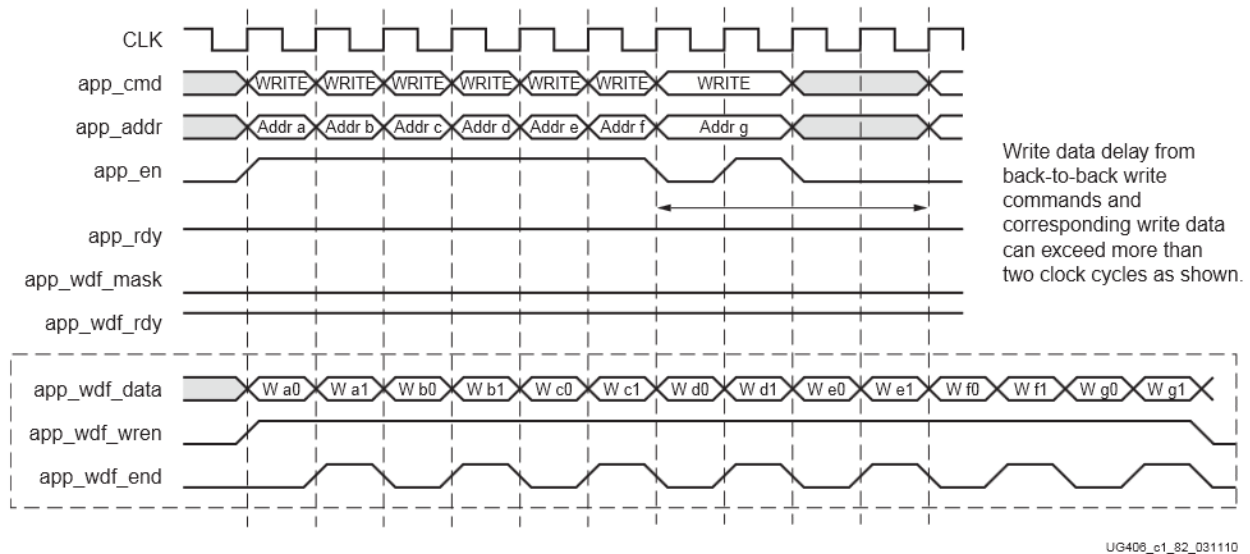 CLK
app_cmd WRITE WRITE WRITE WRITE WRITE WRITE WRITE
app_addr Addr a Addr b Addr c Addr d Addr e Addr f Addr g
app_en
Write data delay from
back-to-back write
commands and
corresponding write data
can exceed more than
two clock cycles as shown.
app_rdy
app_wdf_mask
app_wdf_rdy
app_wdf_data W a0 W a1 W b0 W b1 W c0 W c1 W d0 W d1 W e0 W e1 W f0 W f1 W g0 W g1
app_wdf_wren
app_wdf_end
UG406_c1_82_031110